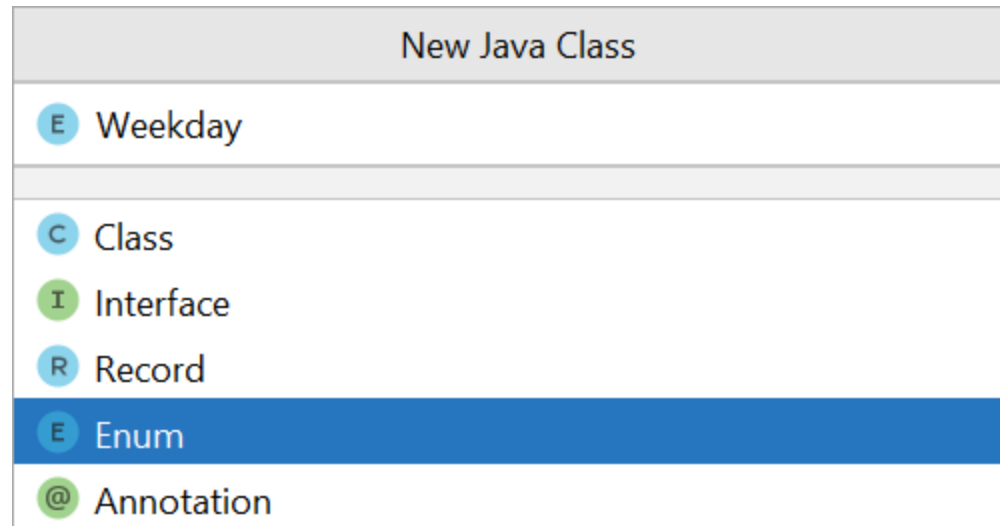 New Java Class
E Weekday
C Class
I Interface
R Record
E Enum
@ Annotation